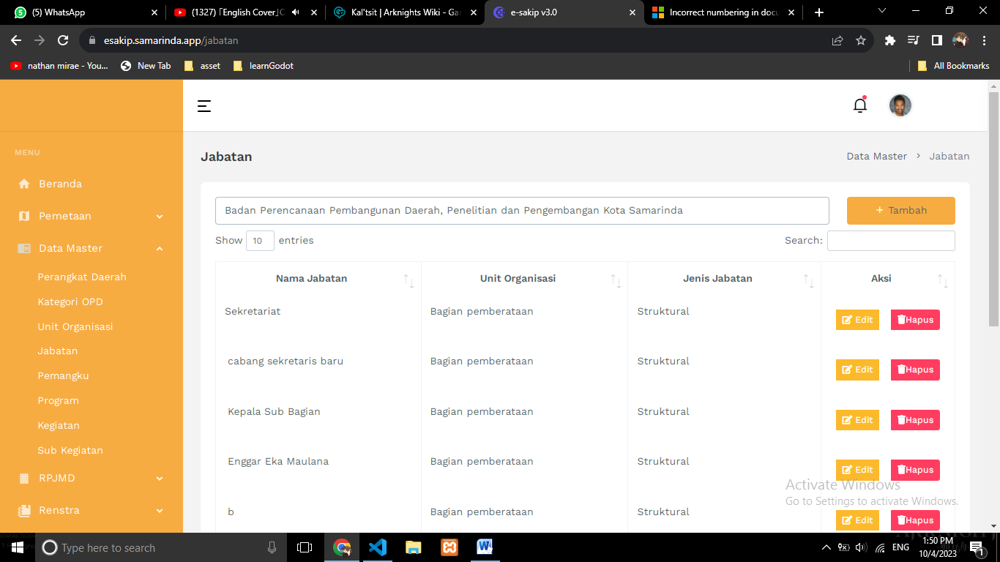 (5) WhatsApp
(1327) 「English Cover」C
Kal'tsit | Arknights Wiki - Ga
e-sakip v3.0
Incorrect numbering in docu
esakip.samarinda.app/jabatan
nathan mirae - You...
New Tab
asset
learnGodot
All Bookmarks
MENU
Beranda
Pemetaan
Data Master
Perangkat Daerah
Kategori OPD
Unit Organisasi
Jabatan
Pemangku
Program
Kegiatan
Sub Kegiatan
RPJMD
Renstra
Jabatan
Data Master > Jabatan
Badan Perencanaan Pembangunan Daerah, Penelitian dan Pengembangan Kota Samarinda
+ Tambah
Show 10 entries
Search:
Nama Jabatan Unit Organisasi Jenis Jabatan Aksi
Sekretariat Bagian pemberataan Struktural Edit Hapus
cabang sekretaris baru Bagian pemberataan Struktural Edit Hapus
Kepala Sub Bagian Bagian pemberataan Struktural Edit Hapus
Enggar Eka Maulana Bagian pemberataan Struktural Edit Hapus
b Bagian pemberataan Struktural Edit Hapus
Activate Windows
Go to Settings to activate Windows.
Type here to search
ENG
1:50 PM
10/4/2023
1